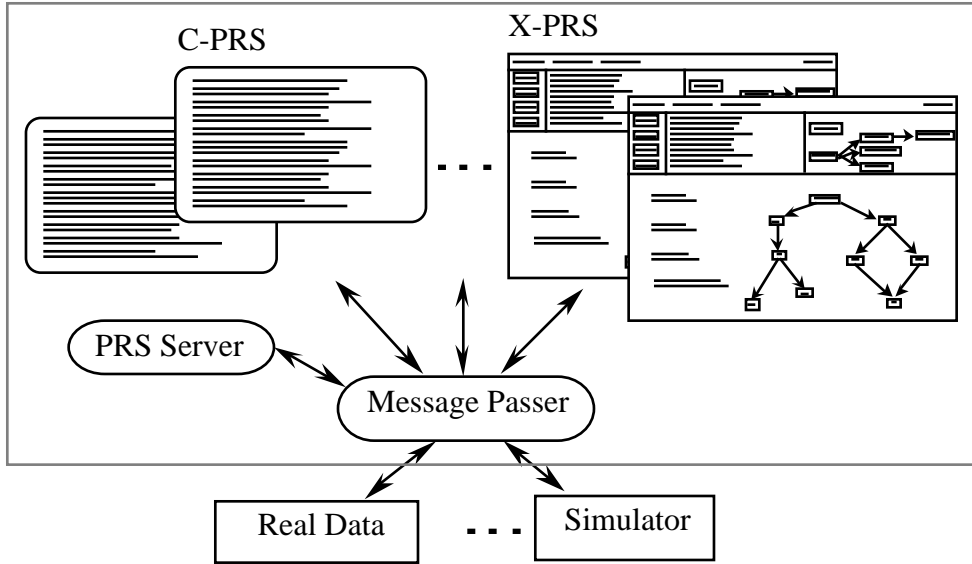 C-PRS
X-PRS
PRS Server
Message Passer
Real Data
Simulator